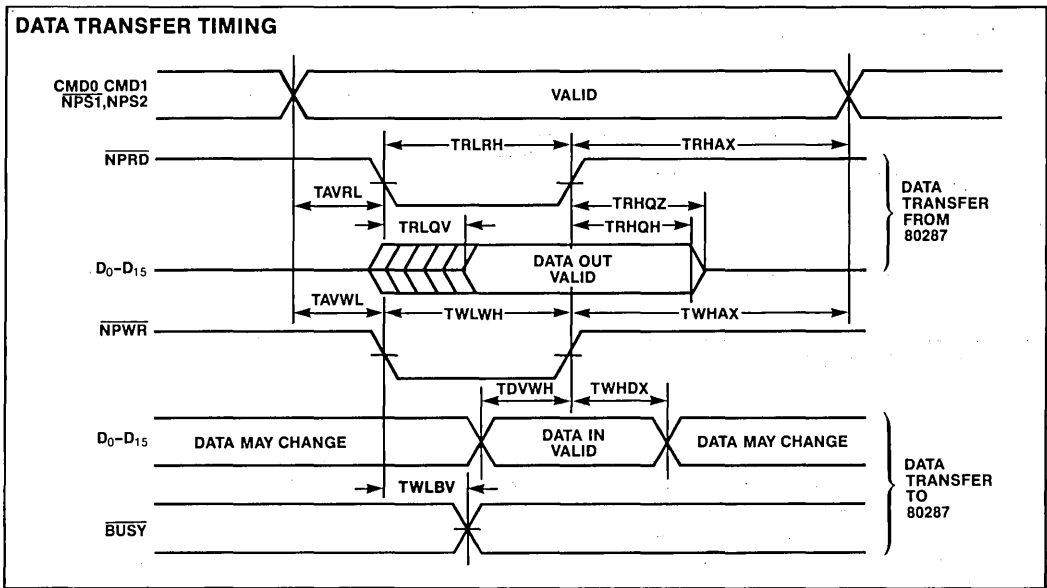 DATA TRANSFER TIMING
CMD0 CMD1
NPS1,NPS2
VALID
TRLRH
TRHAX
NPRD
TAVRL
TRHQZ
TRLQV
TRHQH
DATA
TRANSFER
FROM
80287
D0–D15
DATA OUT
VALID
TAVWL
TWLWH
TWHAX
NPWR
TDVWH
TWHDX
D0–D15
DATA MAY CHANGE
DATA IN
VALID
DATA MAY CHANGE
TWLBV
DATA
TRANSFER
TO
80287
BUSY